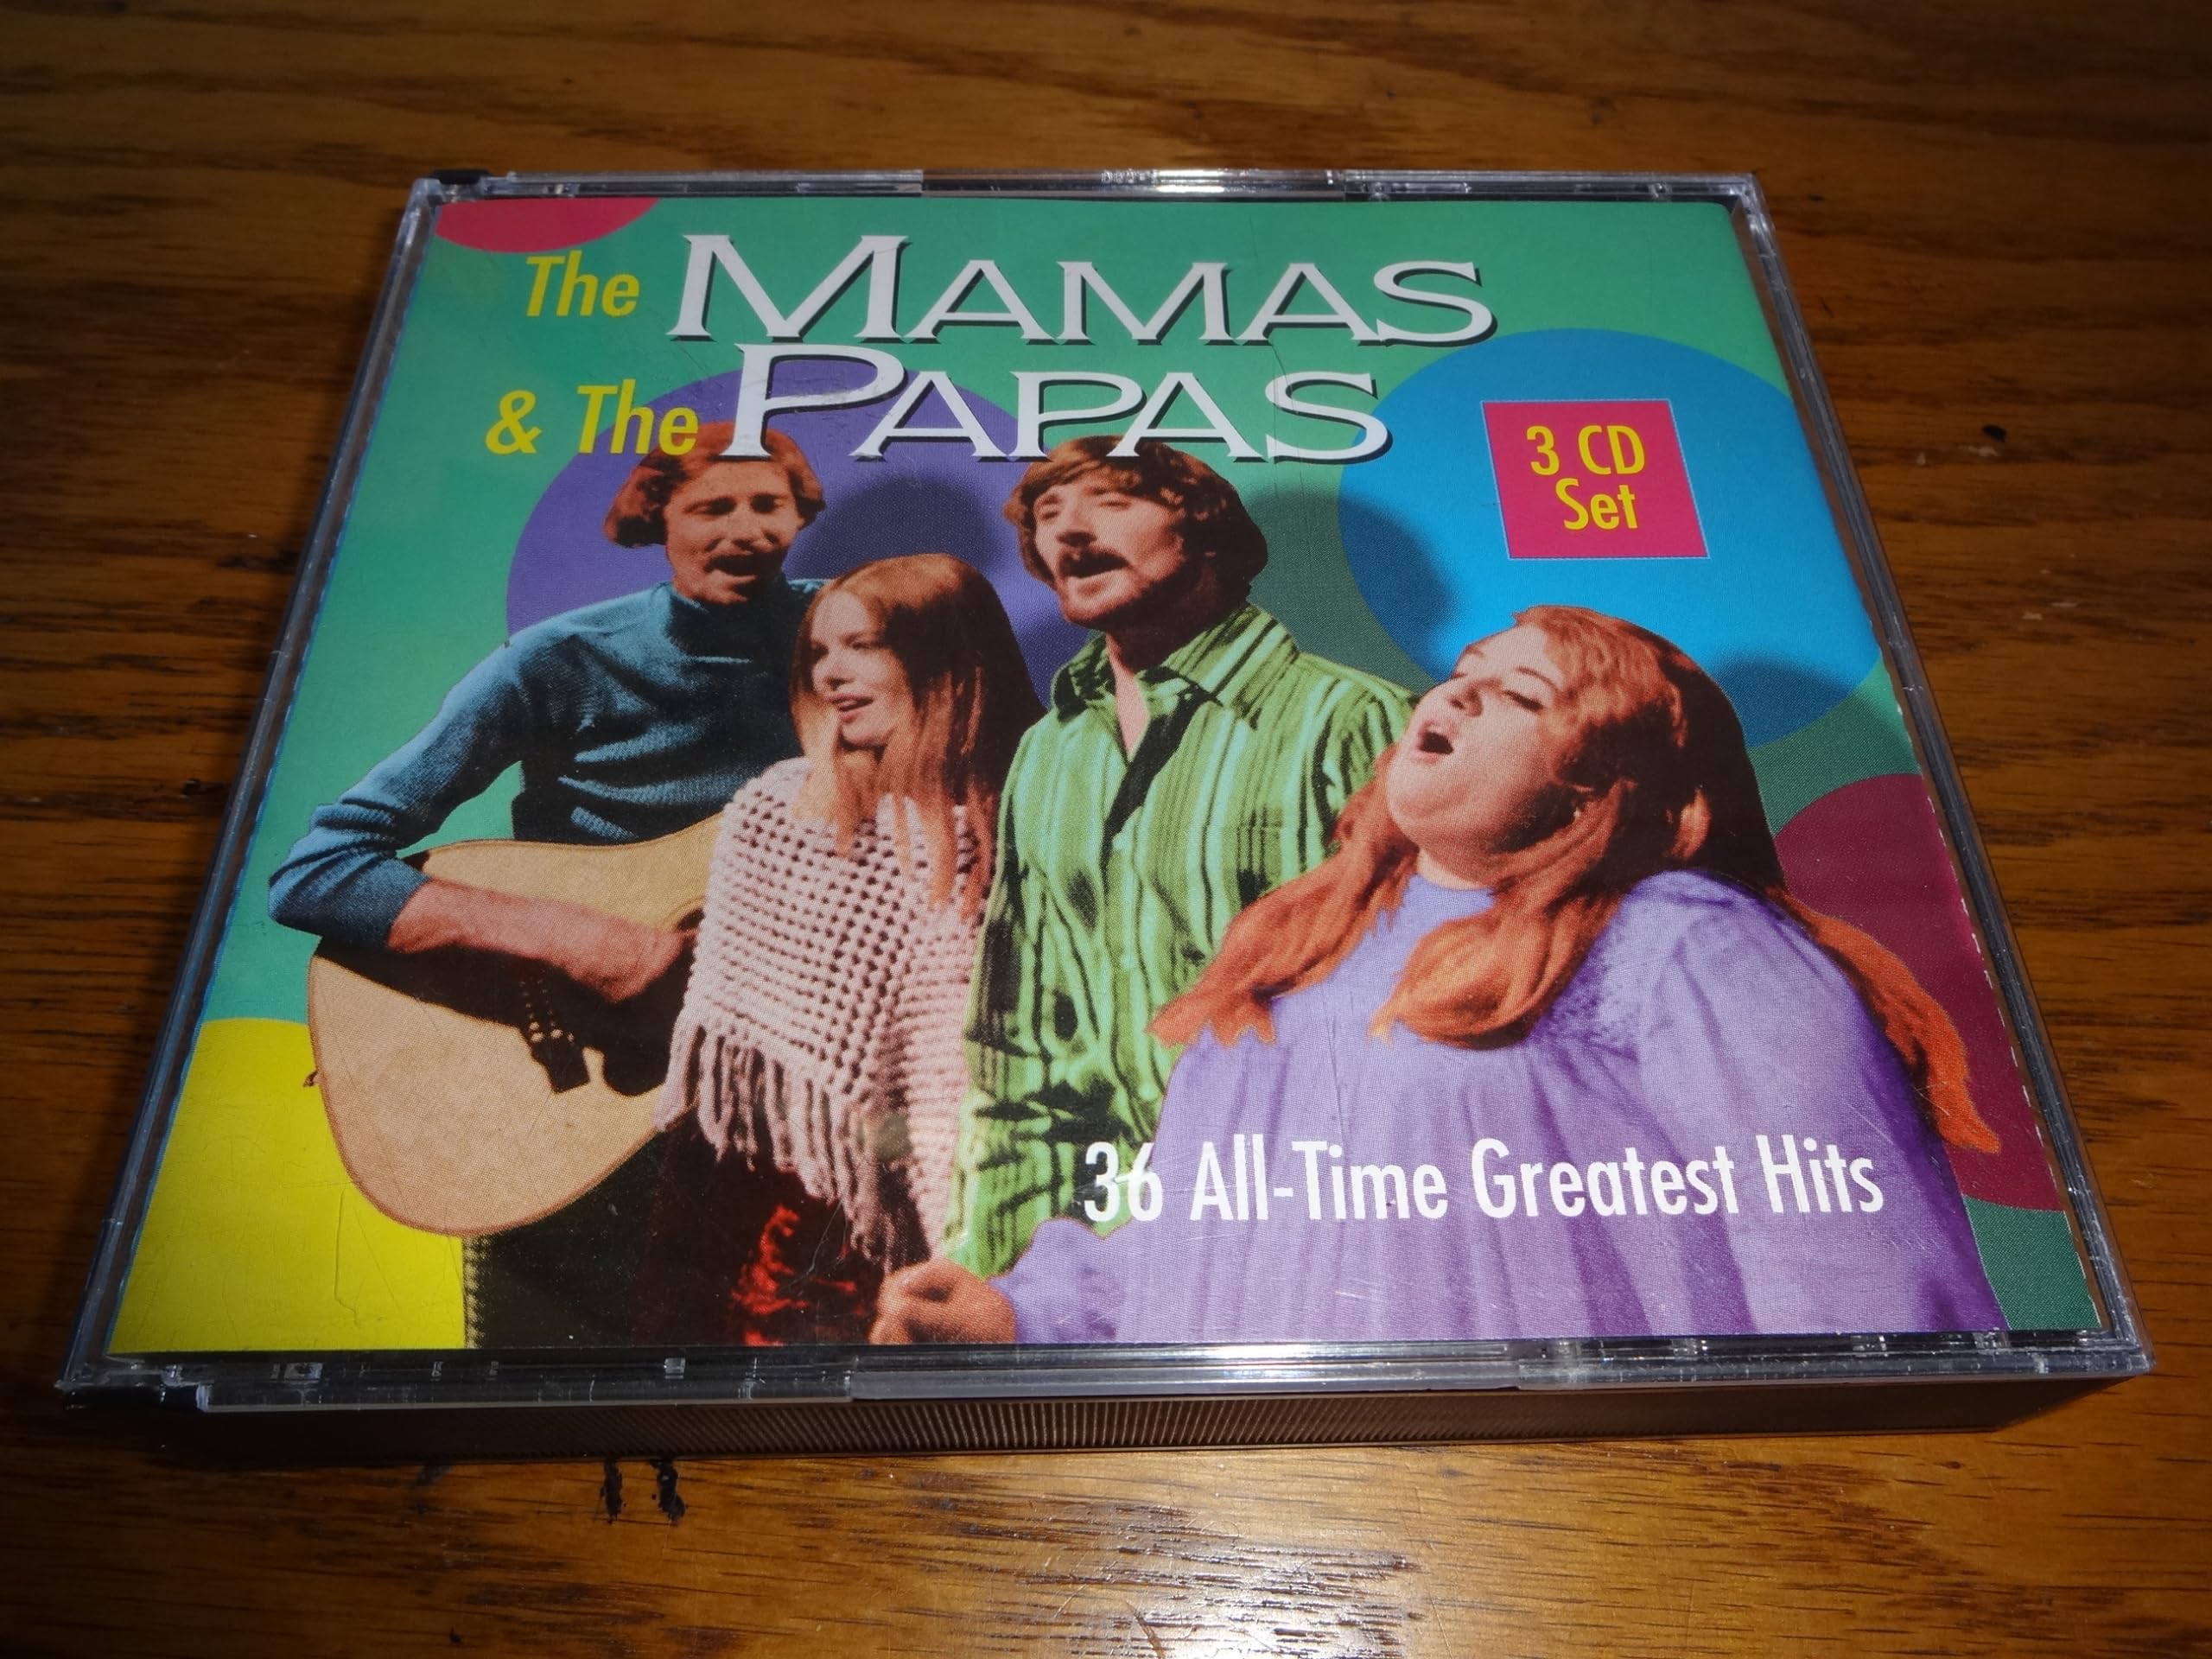 The MAMAS
& The PAPAS
3 CD
Set
36 All-Time Greatest Hits